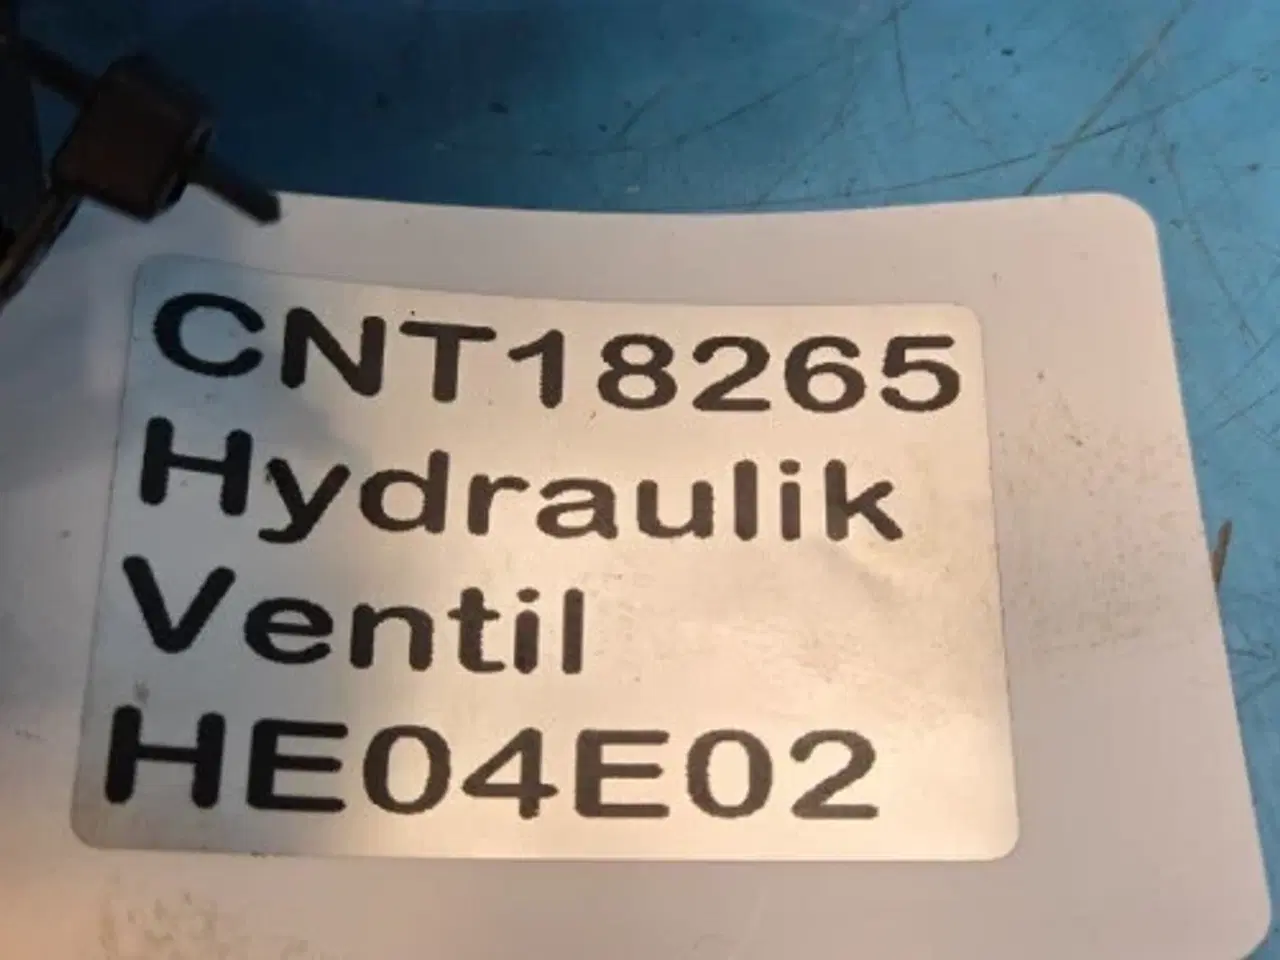 CNT18265
Hydraulik
Ventil
HE04E02